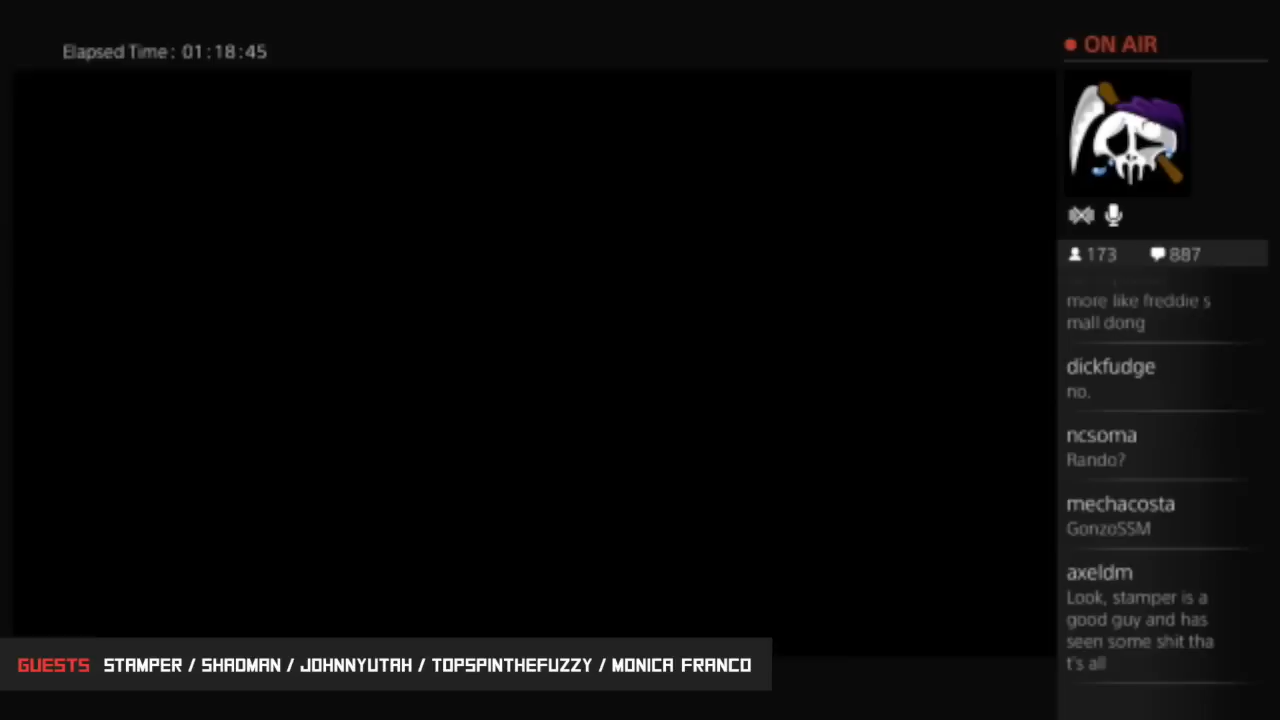 Elapsed Time: 01:18:45
ON AIR
173 887
more like freddie s
mall dong
dickfudge
no.
ncsoma
Rando?
mechacosta
GonzoSSM
axeldm
Look, stamper is a
good guy and has
seen some shit tha
t's all
GUESTS STAMPER / SHADMAN / JOHNNYUTAH / TOPSPINTHEFUZZY / MONICA FRANCO